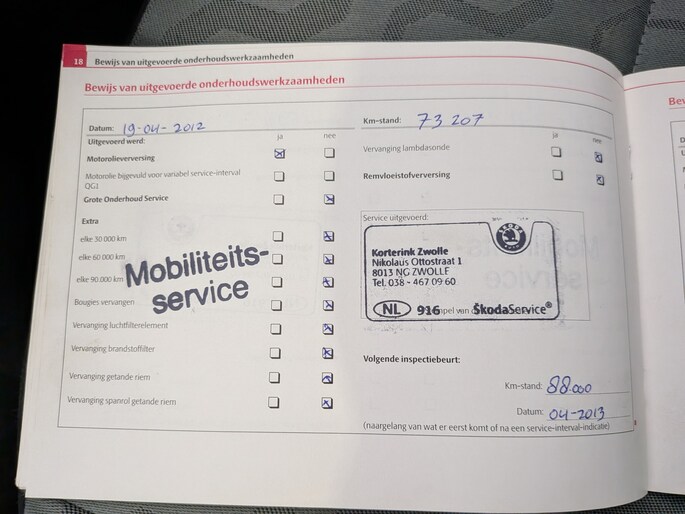 18 Bewijs van uitgevoerde onderhoudswerkzaamheden
Bewijs van uitgevoerde onderhoudswerkzaamheden
Datum: 19-04-2012
Uitgevoerd werd:
ja nee
Motorolieverversing
Motorolie bijgevuld voor variabel service-interval
QG1
Grote Onderhoud Service
Extra
elke 30 000 km
elke 60 000 km
elke 90.000 km
Mobiliteits-
service
Bougies vervangen
Vervanging luchtfilterelement
Vervanging brandstoffilter
Vervanging getande riem
Vervanging spanrol getande riem
Km-stand: 73 207
ja nee
Vervanging lambdasonde
Remvloeistofverversing
Service uitgevoerd:
Korterink Zwolle
Nikolaus Ottostraat 1
8013 NG ZWOLLE
Tel. 038 - 467 09 60
NL 916 pel van ŠkodaService®
Volgende inspectiebeurt:
Km-stand: 88.000
Datum: 04-2013
(naargelang van wat er eerst komt of na een service-interval-indicatie)
Bew